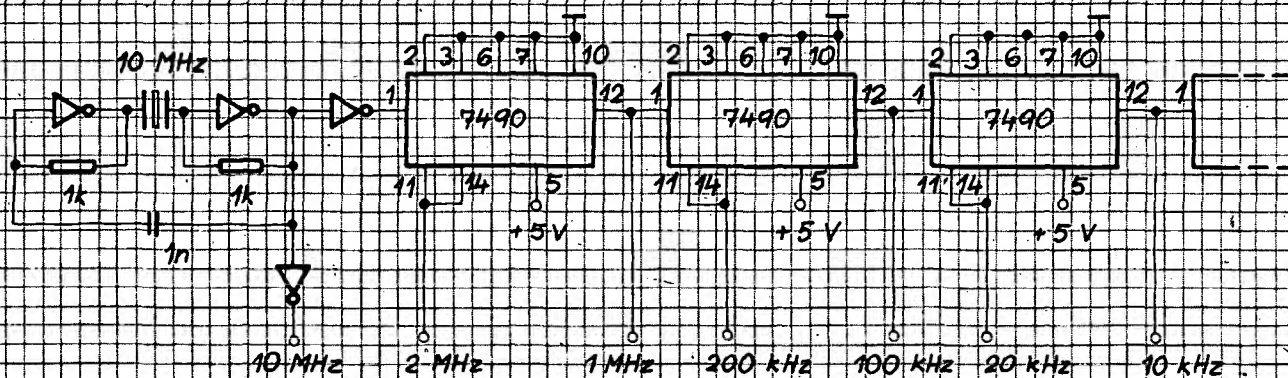 2 3 6 7 10 2 3 6 7 10 2 3 6 7 10
10 MHz
1 7490 12 1 7490 12 1 7490 12 1
1k 1k 11 14 5 11 14 5 11 14 5
1n +5 V +5 V +5 V
10 MHz 2 MHz 1 MHz 200 kHz 100 kHz 20 kHz 10 kHz